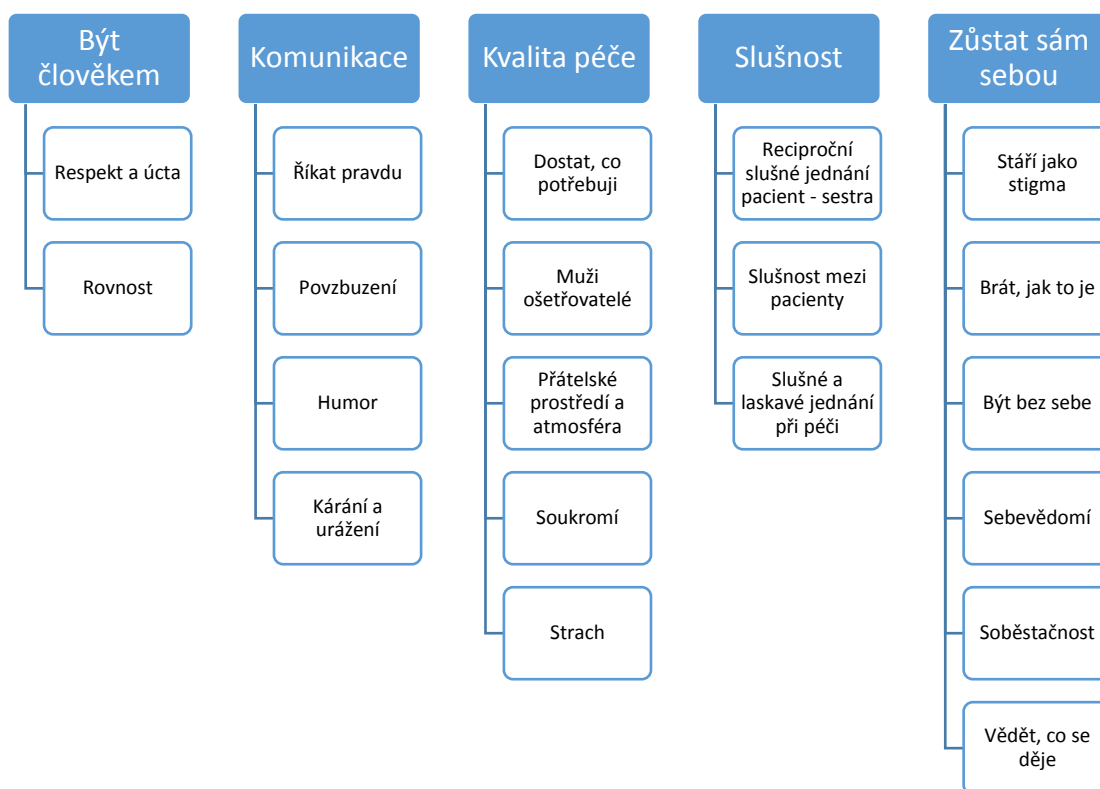 Být
člověkem
Respekt a úcta
Rovnost
Komunikace
Říkat pravdu
Povzbuzení
Humor
Kárání a
urážení
Kvalita péče
Dostat, co
potřebuji
Muži
ošetřovatelé
Přátelské
prostředí a
atmosféra
Soukromí
Strach
Slušnost
Reciproční
slušné jednání
pacient - sestra
Slušnost mezi
pacienty
Slušné a
laskavé jednání
při péči
Zůstat sám
sebou
Stáří jako
stigma
Brát, jak to je
Být bez sebe
Sebevědomí
Soběstačnost
Vědět, co se
děje